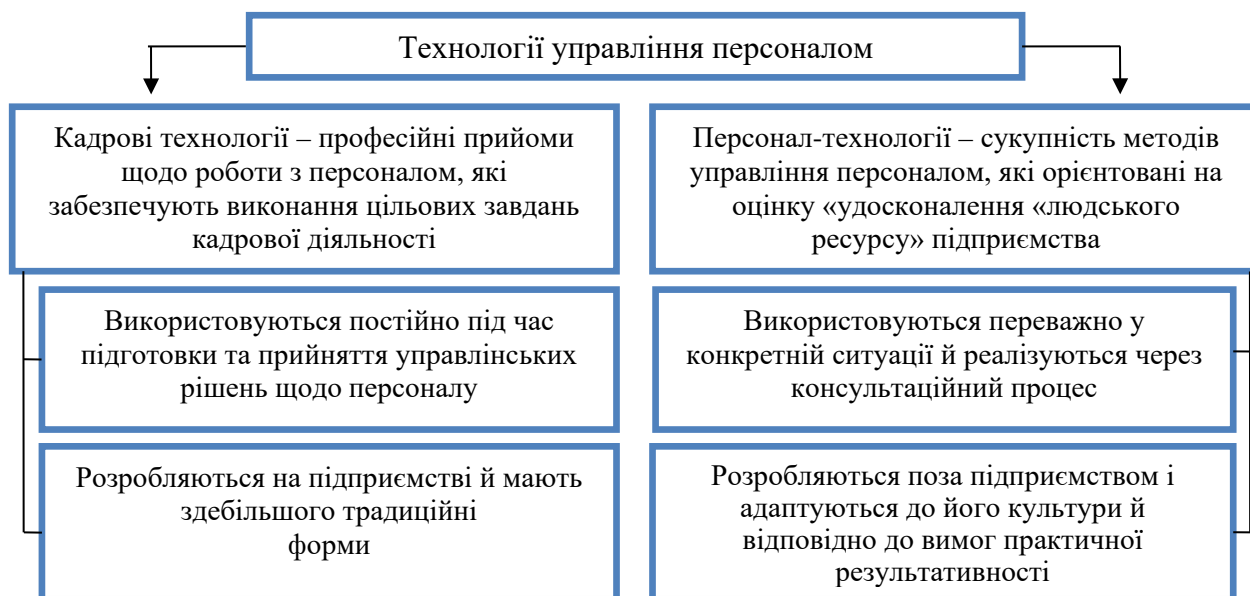 Технології управління персоналом
Кадрові технології – професійні прийоми
щодо роботи з персоналом, які
забезпечують виконання цільових завдань
кадрової діяльності
Персонал-технології – сукупність методів
управління персоналом, які орієнтовані на
оцінку «удосконалення «людського
ресурсу» підприємства
Використовуються постійно під час
підготовки та прийняття управлінських
рішень щодо персоналу
Використовуються переважно у
конкретній ситуації й реалізуються через
консультаційний процес
Розробляються на підприємстві й мають
здебільшого традиційні
форми
Розробляються поза підприємством і
адаптуються до його культури й
відповідно до вимог практичної
результативності